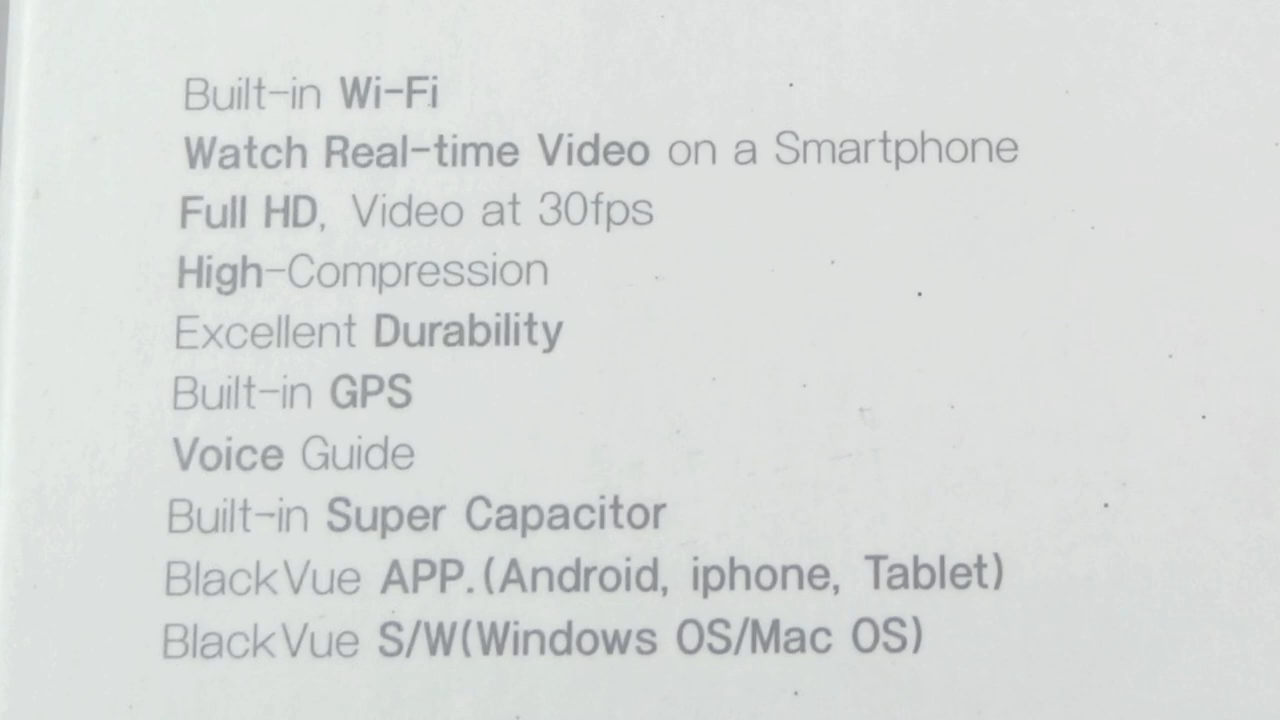 Built-in Wi-Fi
Watch Real-time Video on a Smartphone
Full HD, Video at 30fps
High-Compression
Excellent Durability
Built-in GPS
Voice Guide
Built-in Super Capacitor
BlackVue APP.(Android, iphone, Tablet)
BlackVue S/W(Windows OS/Mac OS)